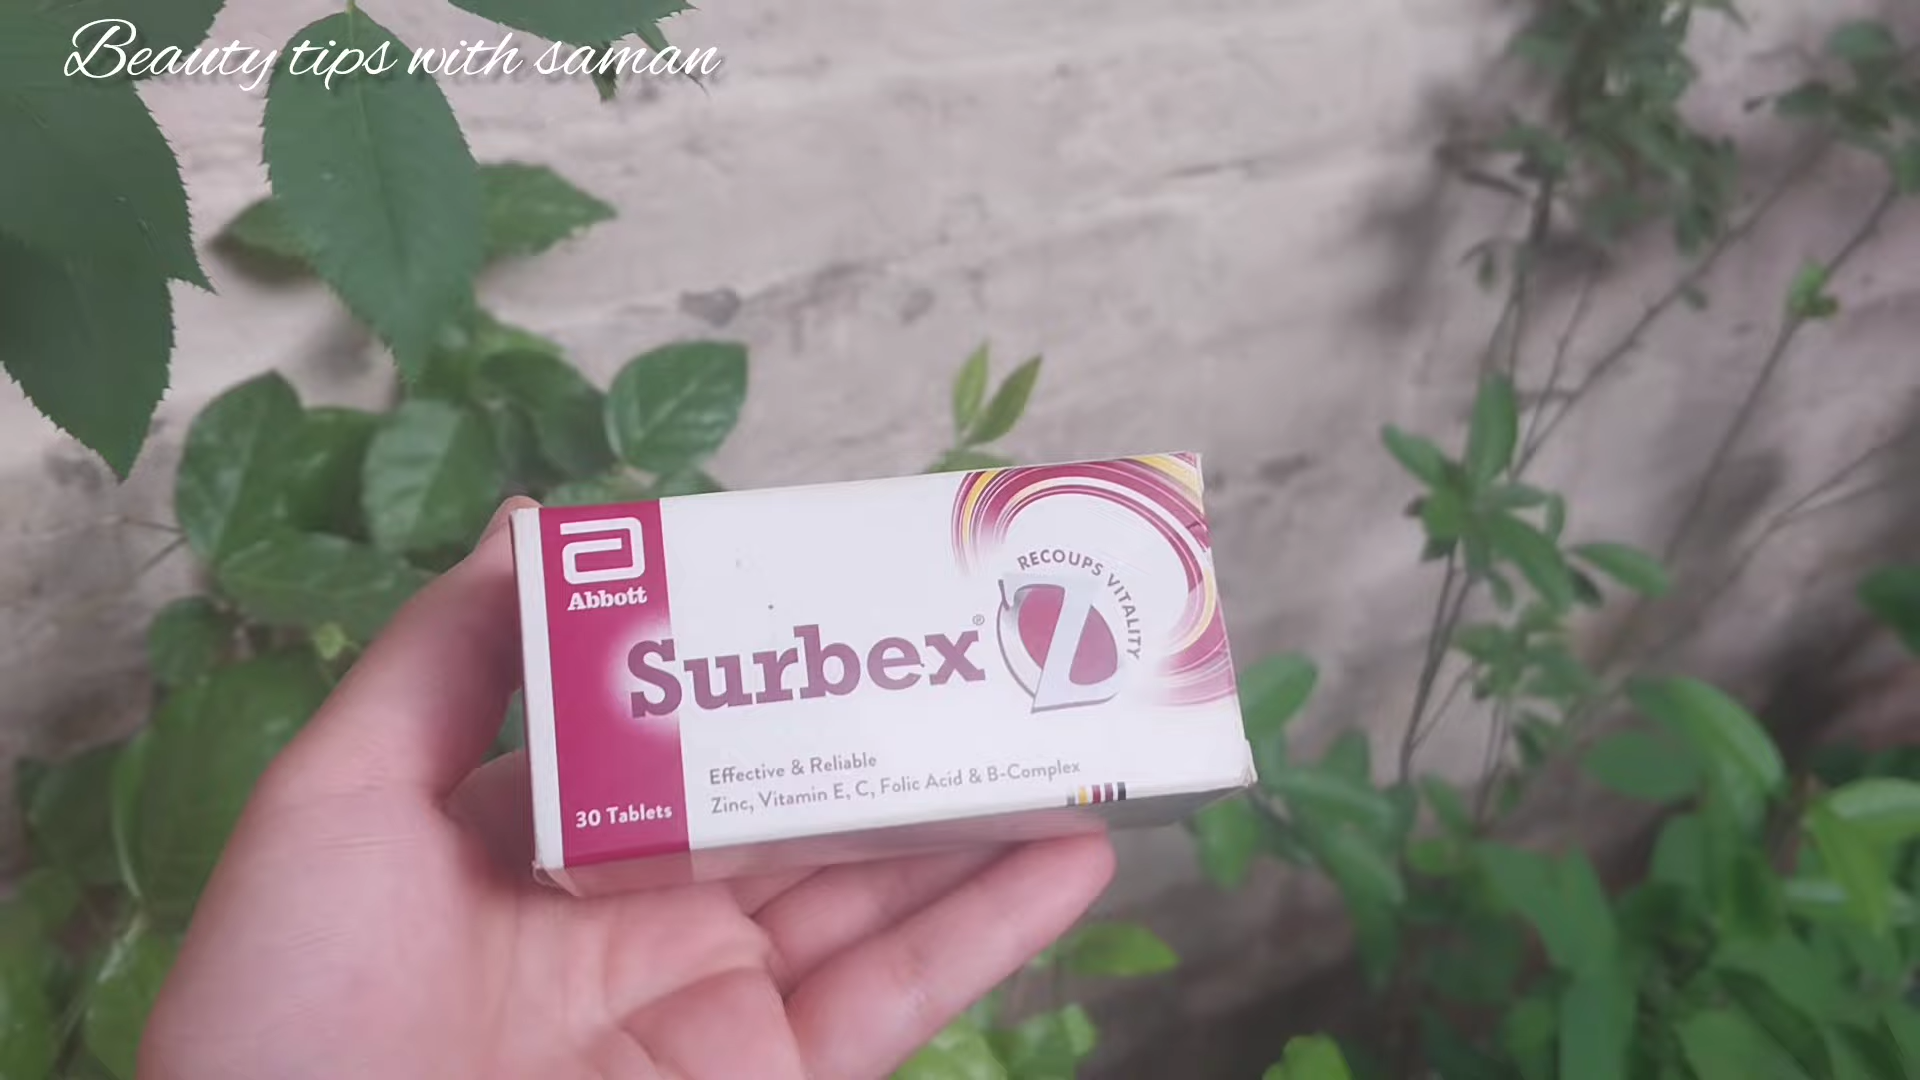 Beauty tips with saman
Abbott
RECOUPS VITALITY
Surbex® Z
Effective & Reliable
Zinc, Vitamin E, C, Folic Acid & B-Complex
30 Tablets